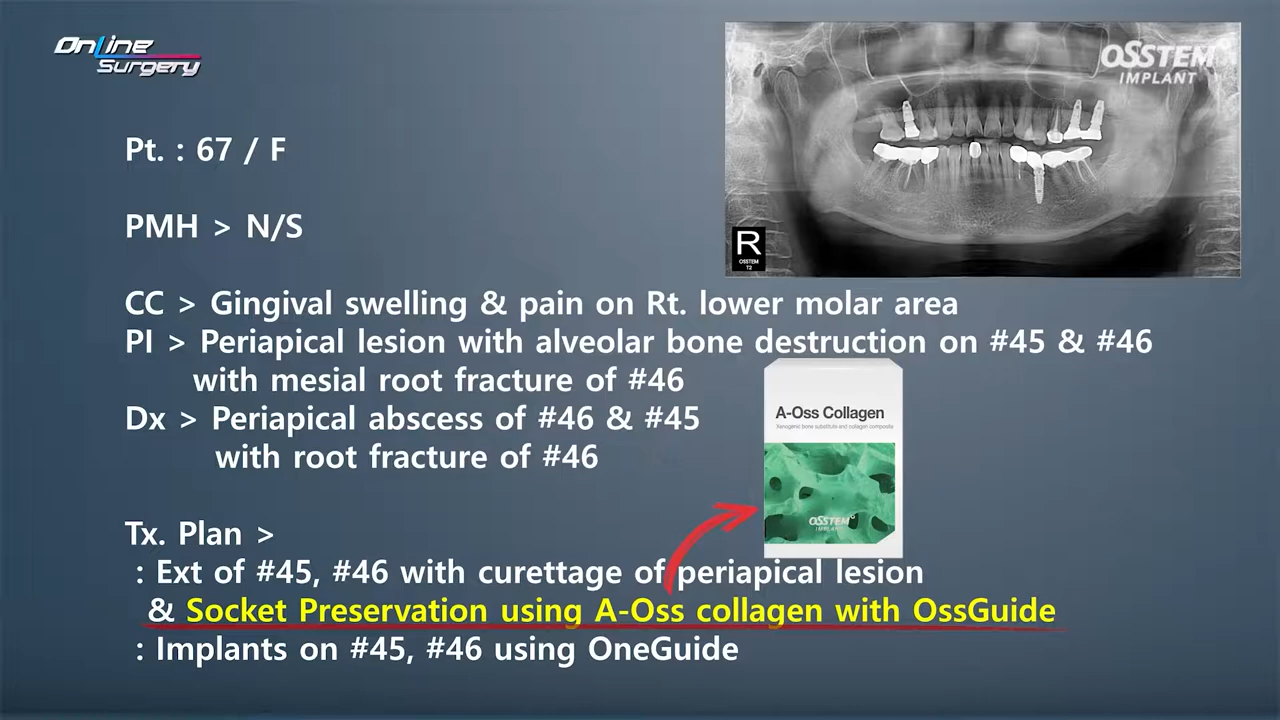 OnLine
Surgery
OSSTEM
IMPLANT
R
OSSTEM
T2
Pt. : 67 / F
PMH > N/S
CC > Gingival swelling & pain on Rt. lower molar area
PI > Periapical lesion with alveolar bone destruction on #45 & #46
with mesial root fracture of #46
Dx > Periapical abscess of #46 & #45
with root fracture of #46
A-Oss Collagen
Xenogenic bone substitute and collagen composite
OSSTEM
IMPLANT
Tx. Plan >
: Ext of #45, #46 with curettage of periapical lesion
& Socket Preservation using A-Oss collagen with OssGuide
: Implants on #45, #46 using OneGuide